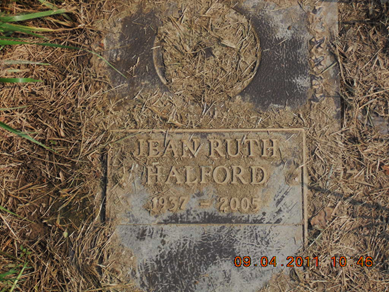 JEAN RUTH
HALFORD
1937 - 2005
09.04.2011 10:46